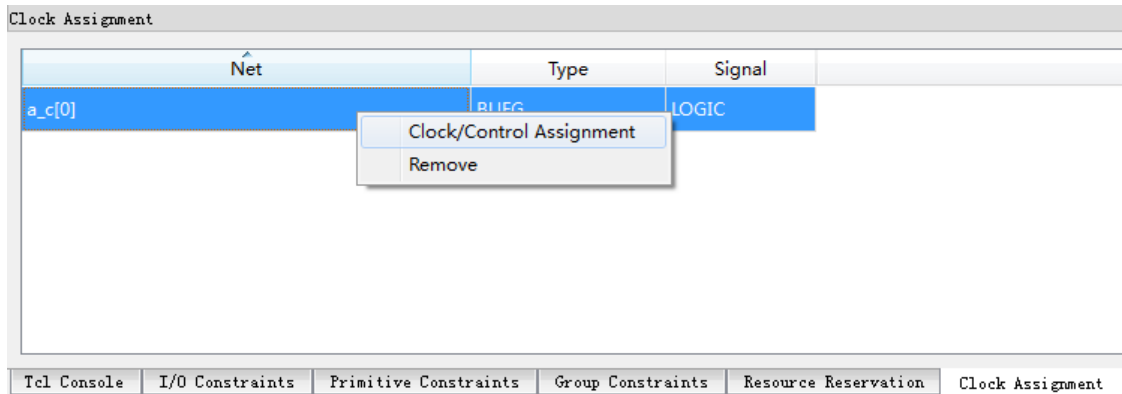 Clock Assignment
Net Type Signal
a_c[0] BUFG LOGIC
Clock/Control Assignment
Remove
Tcl Console I/O Constraints Primitive Constraints Group Constraints Resource Reservation Clock Assignment